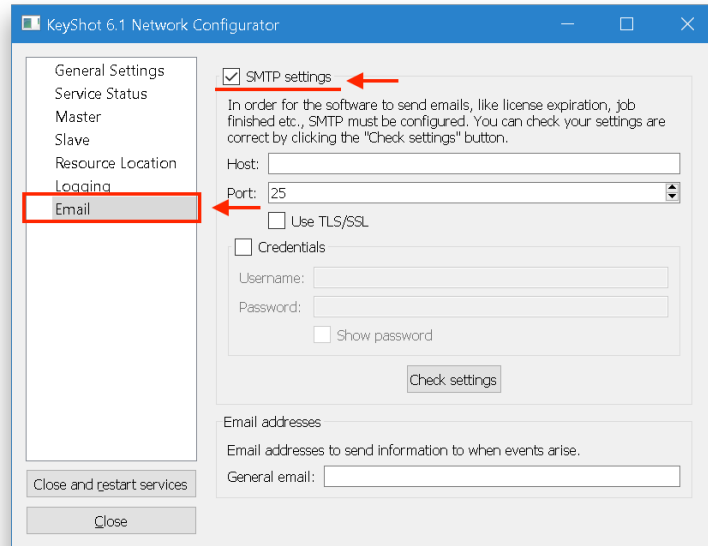 KeyShot 6.1 Network Configurator
General Settings
Service Status
Master
Slave
Resource Location
Logging
Email
SMTP settings
In order for the software to send emails, like license expiration, job
finished etc., SMTP must be configured. You can check your settings are
correct by clicking the "Check settings" button.
Host:
Port: 25
Use TLS/SSL
Credentials
Username:
Password:
Show password
Check settings
Email addresses
Email addresses to send information to when events arise.
General email:
Close and restart services
Close